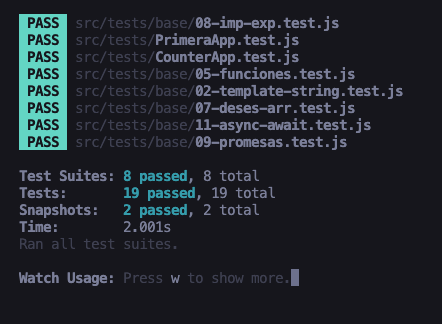 PASS src/tests/base/08-imp-exp.test.js
PASS src/tests/PrimeraApp.test.js
PASS src/tests/CounterApp.test.js
PASS src/tests/base/05-funciones.test.js
PASS src/tests/base/02-template-string.test.js
PASS src/tests/base/07-deses-arr.test.js
PASS src/tests/base/11-async-await.test.js
PASS src/tests/base/09-promesas.test.js
Test Suites: 8 passed, 8 total
Tests: 19 passed, 19 total
Snapshots: 2 passed, 2 total
Time: 2.001s
Ran all test suites.
Watch Usage: Press w to show more.